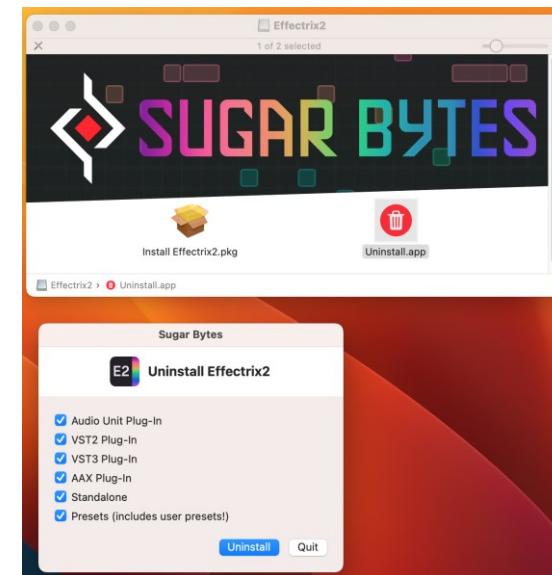 Effectrix2
1 of 2 selected
SUGAR BYTES
Install Effectrix2.pkg
Uninstall.app
Effectrix2 › Uninstall.app
Sugar Bytes
E2
Uninstall Effectrix2
Audio Unit Plug-In
VST2 Plug-In
VST3 Plug-In
AAX Plug-In
Standalone
Presets (includes user presets!)
Uninstall
Quit